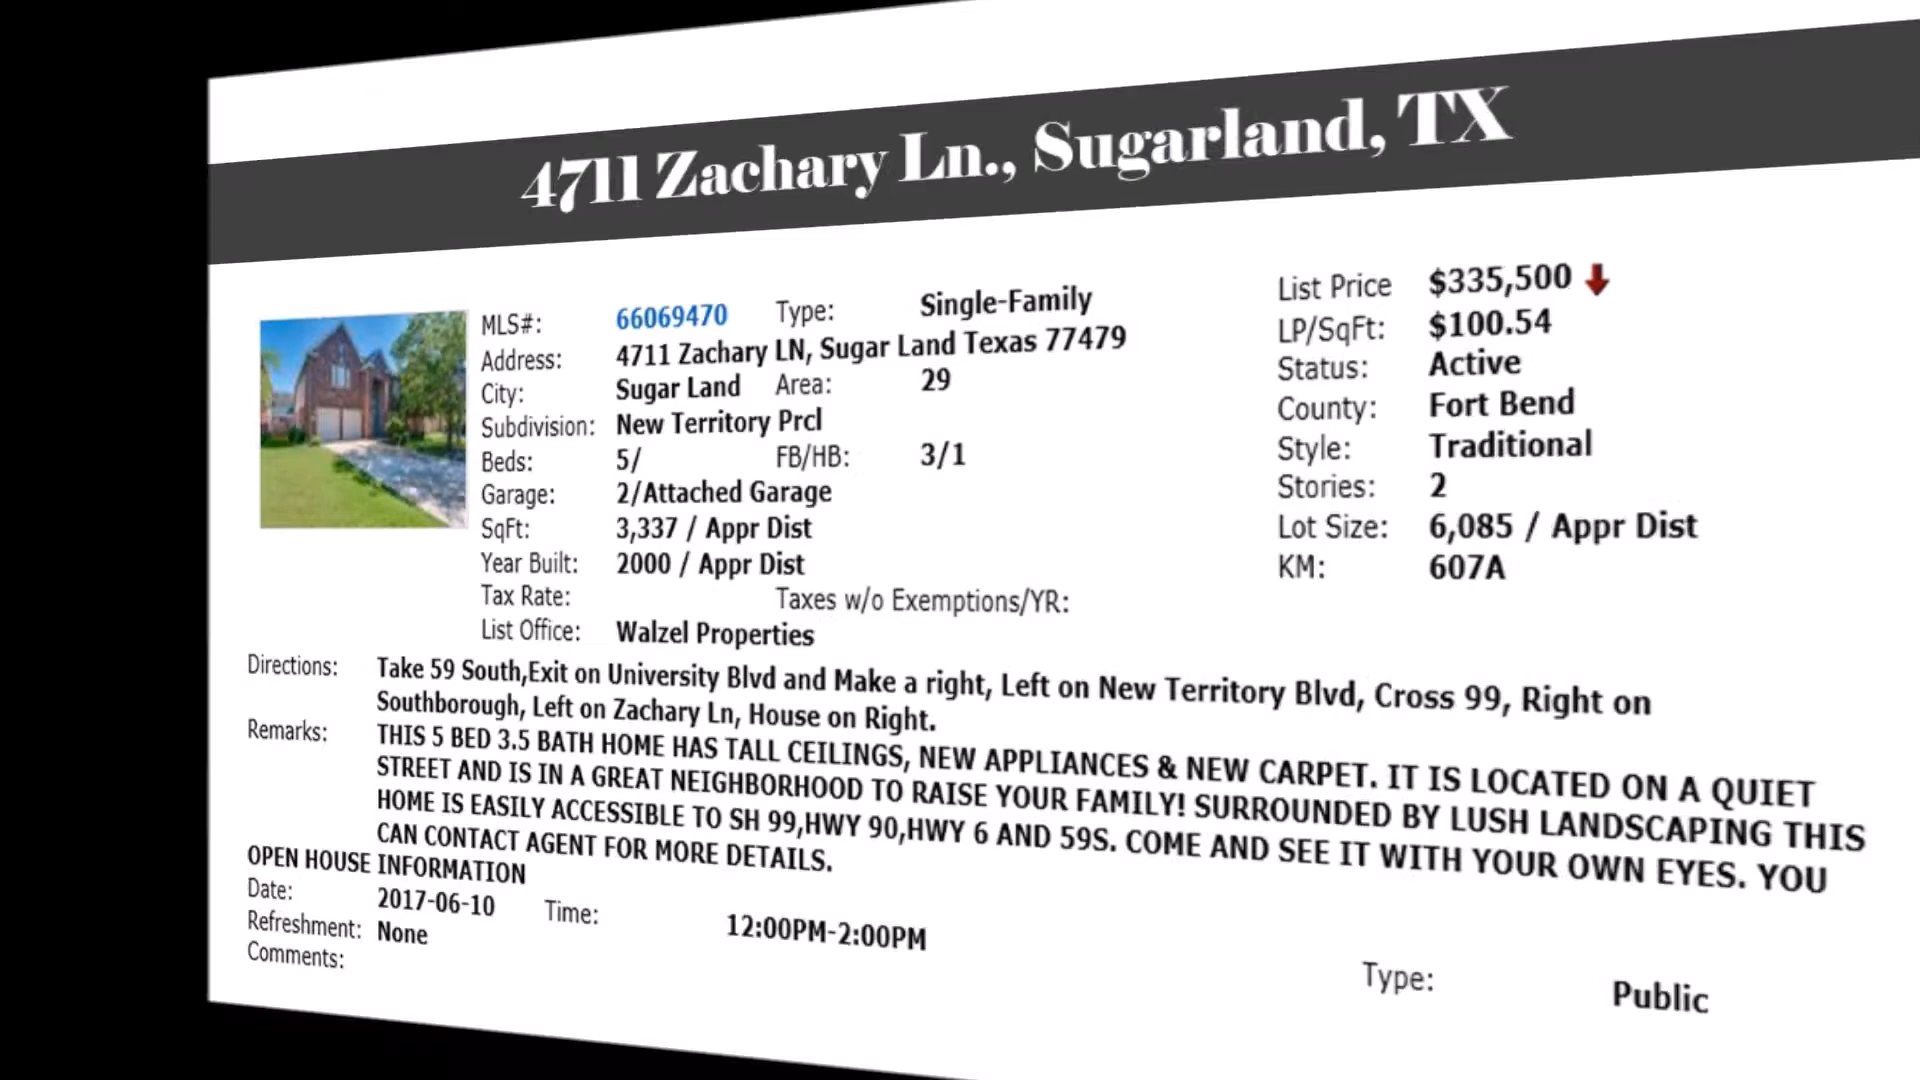 4711 Zachary Ln., Sugarland, TX
MLS#: 66069470 Type: Single-Family List Price $335,500
Address: 4711 Zachary LN, Sugar Land Texas 77479 LP/SqFt: $100.54
City: Sugar Land Area: 29 Status: Active
Subdivision: New Territory Prcl County: Fort Bend
Beds: 5/ FB/HB: 3/1 Style: Traditional
Garage: 2/Attached Garage Stories: 2
SqFt: 3,337 / Appr Dist Lot Size: 6,085 / Appr Dist
Year Built: 2000 / Appr Dist KM: 607A
Tax Rate: Taxes w/o Exemptions/YR:
List Office: Walzel Properties
Directions: Take 59 South,Exit on University Blvd and Make a right, Left on New Territory Blvd, Cross 99, Right on
Southborough, Left on Zachary Ln, House on Right.
Remarks: THIS 5 BED 3.5 BATH HOME HAS TALL CEILINGS, NEW APPLIANCES & NEW CARPET. IT IS LOCATED ON A QUIET
STREET AND IS IN A GREAT NEIGHBORHOOD TO RAISE YOUR FAMILY! SURROUNDED BY LUSH LANDSCAPING THIS
HOME IS EASILY ACCESSIBLE TO SH 99,HWY 90,HWY 6 AND 59S. COME AND SEE IT WITH YOUR OWN EYES. YOU
CAN CONTACT AGENT FOR MORE DETAILS.
OPEN HOUSE INFORMATION
Date: 2017-06-10 Time: 12:00PM-2:00PM Type: Public
Refreshment: None
Comments: